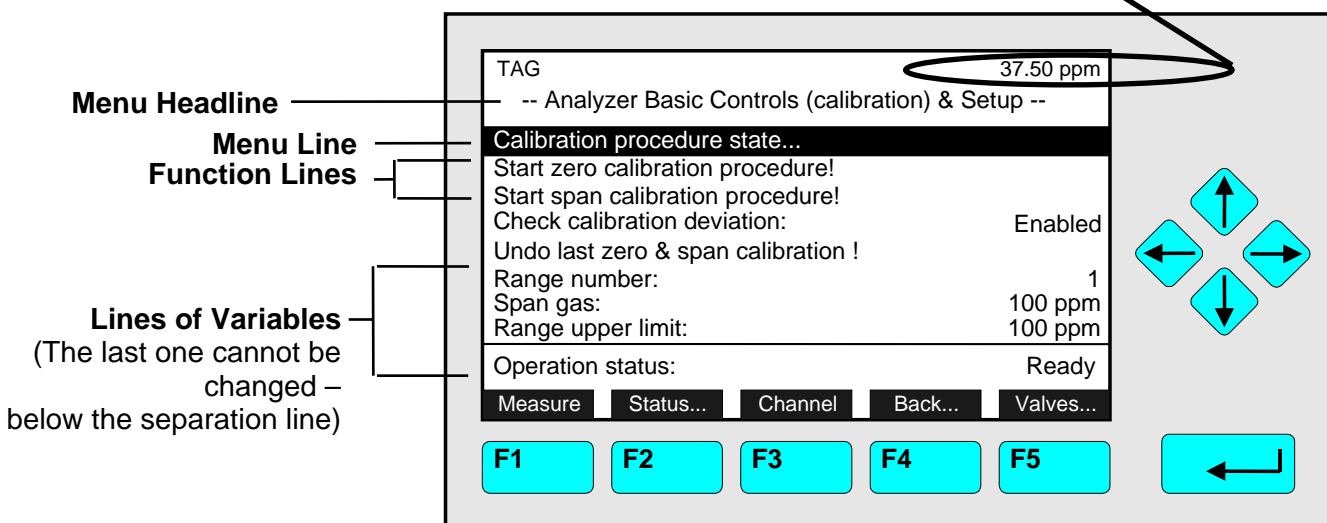 TAG 37.50 ppm
-- Analyzer Basic Controls (calibration) & Setup --
Calibration procedure state...
Start zero calibration procedure!
Start span calibration procedure!
Check calibration deviation: Enabled
Undo last zero & span calibration !
Range number: 1
Span gas: 100 ppm
Range upper limit: 100 ppm
Operation status: Ready
Measure Status... Channel Back... Valves...
F1 F2 F3 F4 F5
Menu Headline
Menu Line
Function Lines
Lines of Variables
(The last one cannot be
changed –
below the separation line)